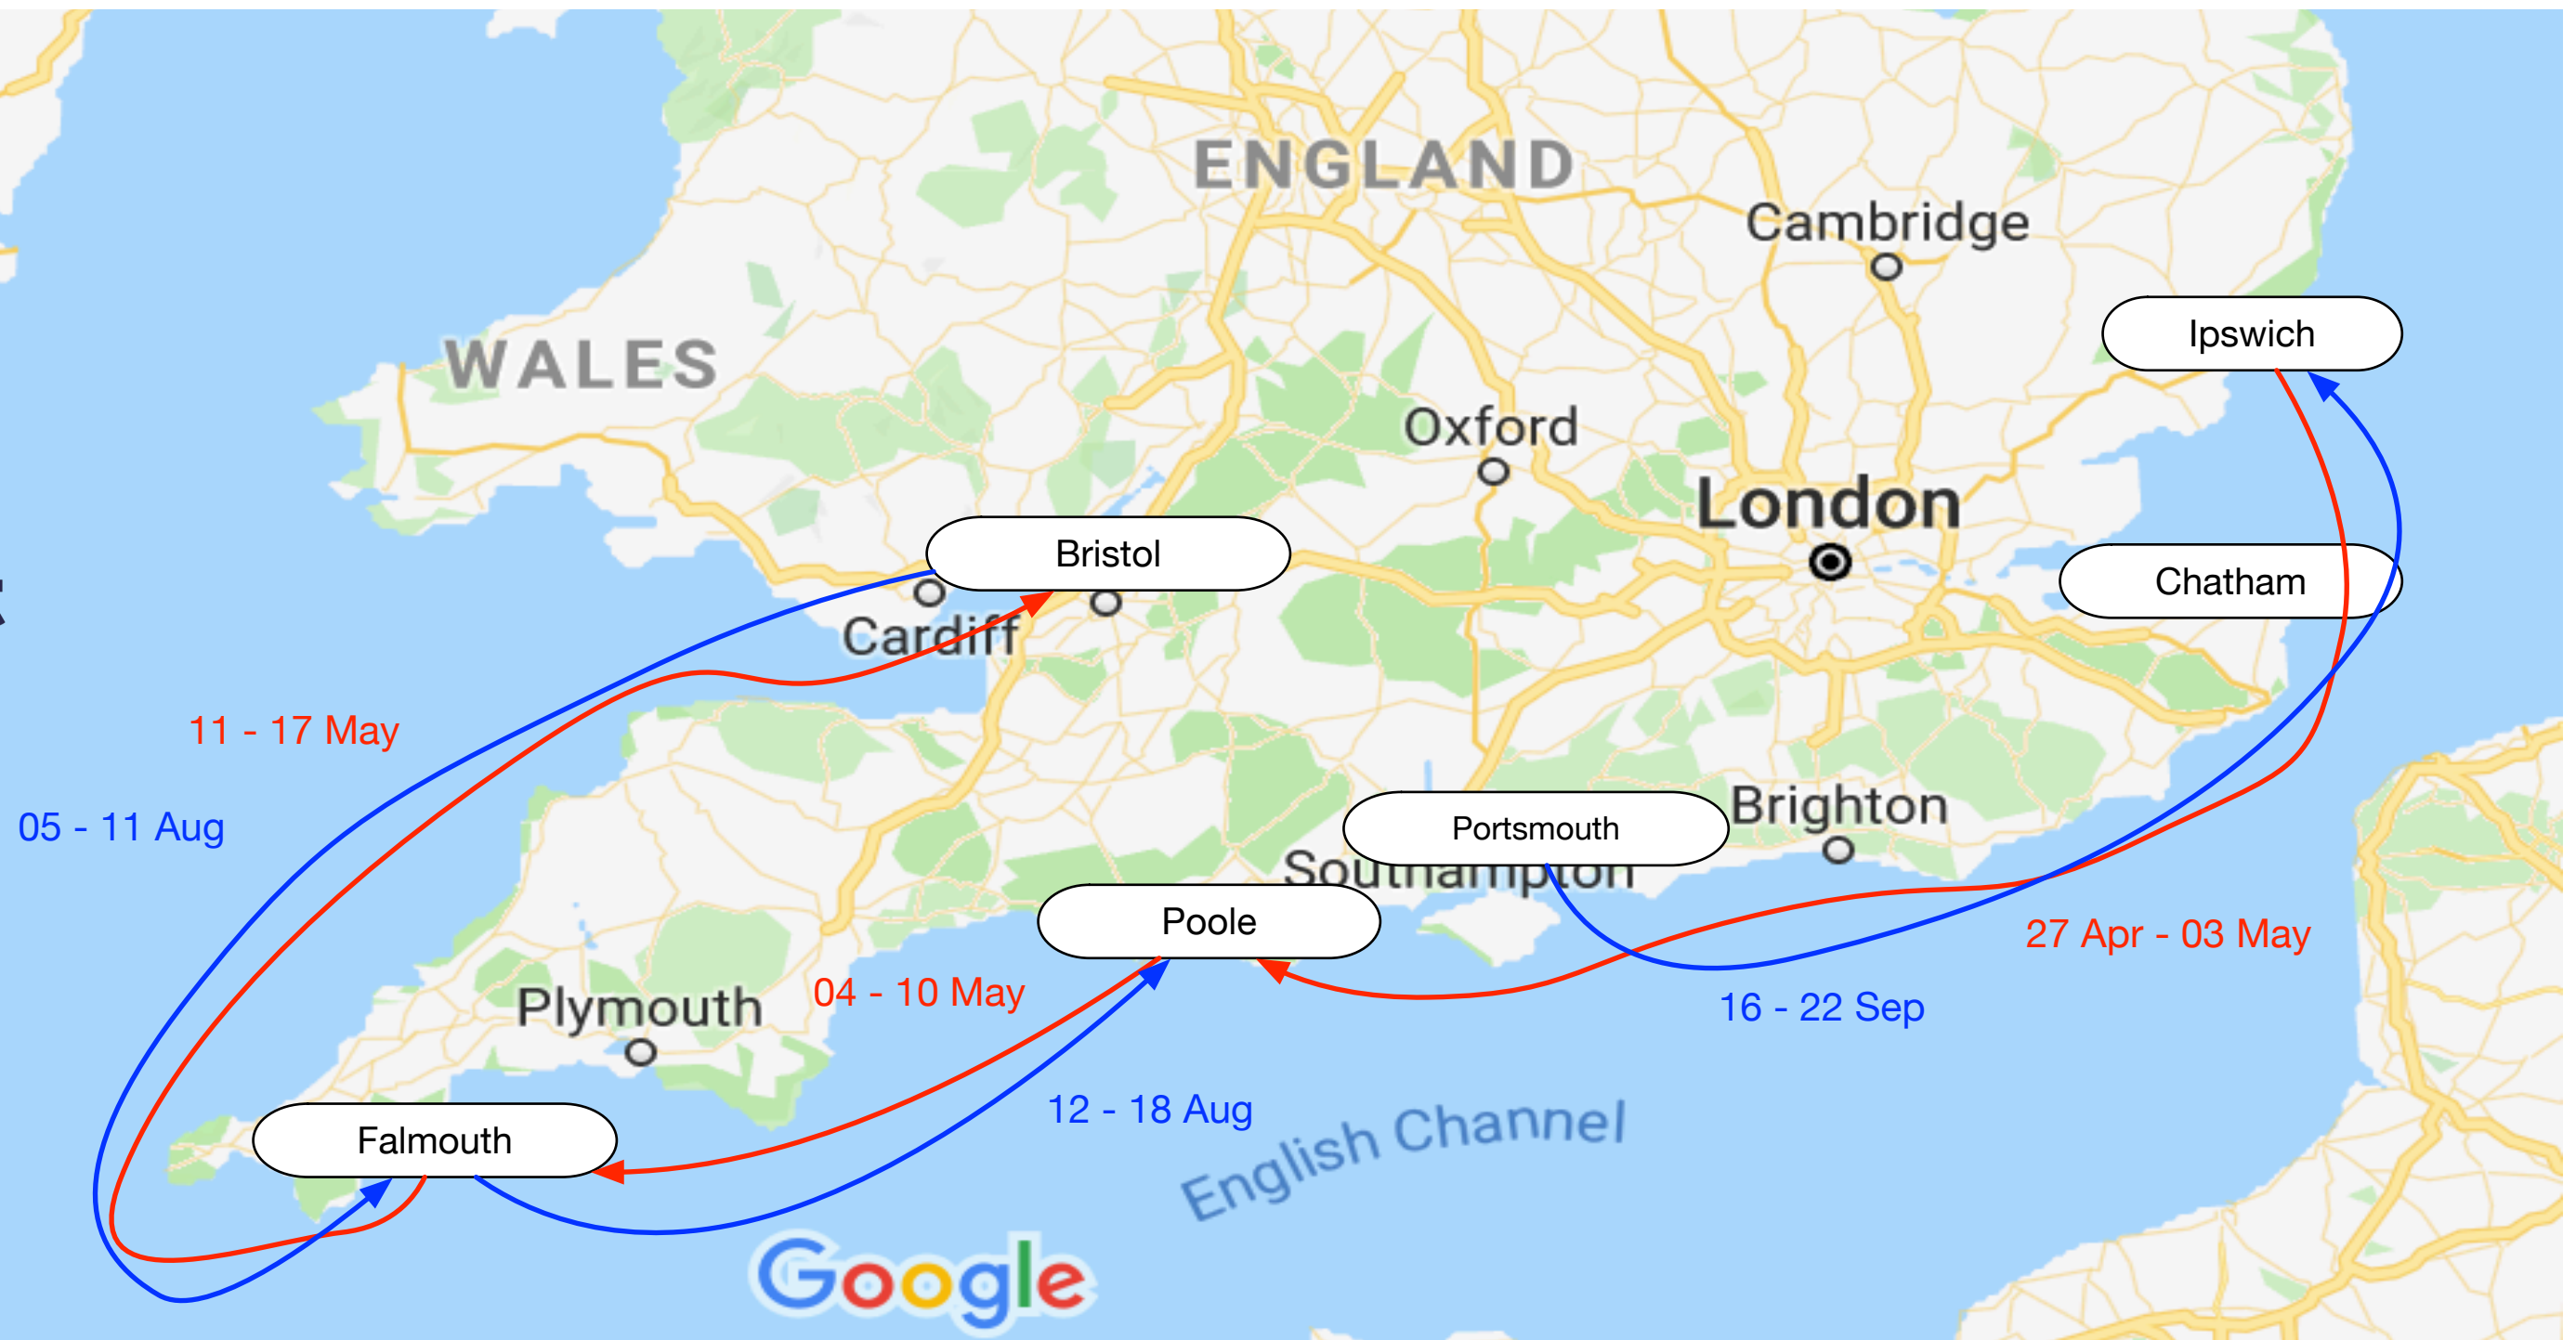 ENGLAND
Cambridge
Ipswich
WALES
Oxford
London
Bristol
Chatham
Cardiff
11 - 17 May
05 - 11 Aug
Portsmouth
Brighton
Southampton
Poole
27 Apr - 03 May
04 - 10 May
16 - 22 Sep
Plymouth
12 - 18 Aug
Falmouth
English Channel
Google